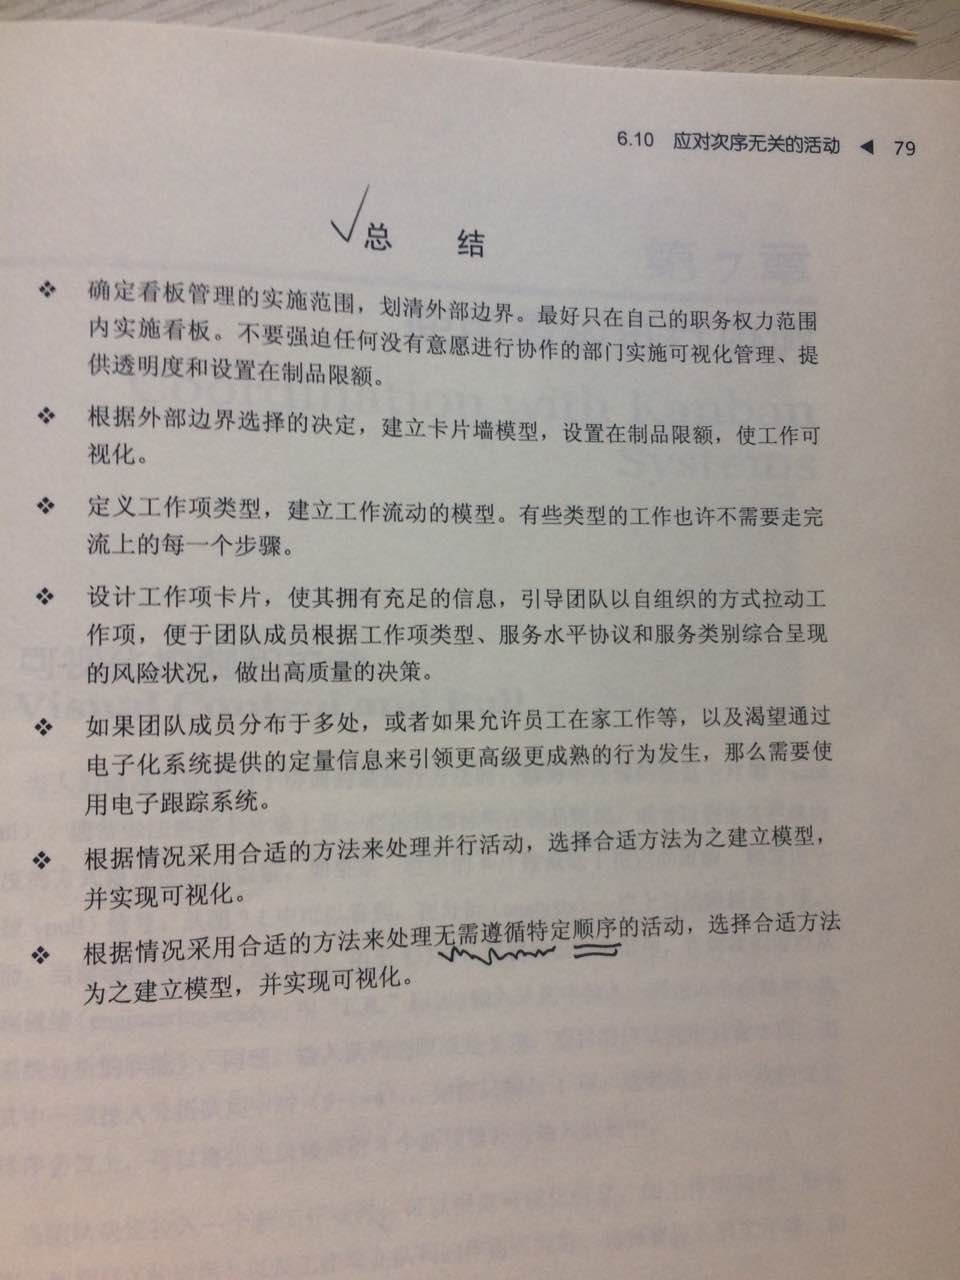 6.10 应对次序无关的活动 ◀ 79
总 结
❖ 确定看板管理的实施范围，划清外部边界。最好只在自己的职务权力范围
内实施看板。不要强迫任何没有意愿进行协作的部门实施可视化管理、提
供透明度和设置在制品限额。
❖ 根据外部边界选择的决定，建立卡片墙模型，设置在制品限额，使工作可
视化。
❖ 定义工作项类型，建立工作流动的模型。有些类型的工作也许不需要走完
流上的每一个步骤。
❖ 设计工作项卡片，使其拥有充足的信息，引导团队以自组织的方式拉动工
作项，便于团队成员根据工作项类型、服务水平协议和服务类别综合呈现
的风险状况，做出高质量的决策。
❖ 如果团队成员分布于多处，或者如果允许员工在家工作等，以及渴望通过
电子化系统提供的定量信息来引领更高级更成熟的行为发生，那么需要使
用电子跟踪系统。
❖ 根据情况采用合适的方法来处理并行活动，选择合适方法为之建立模型，
并实现可视化。
❖ 根据情况采用合适的方法来处理无需遵循特定顺序的活动，选择合适方法
为之建立模型，并实现可视化。